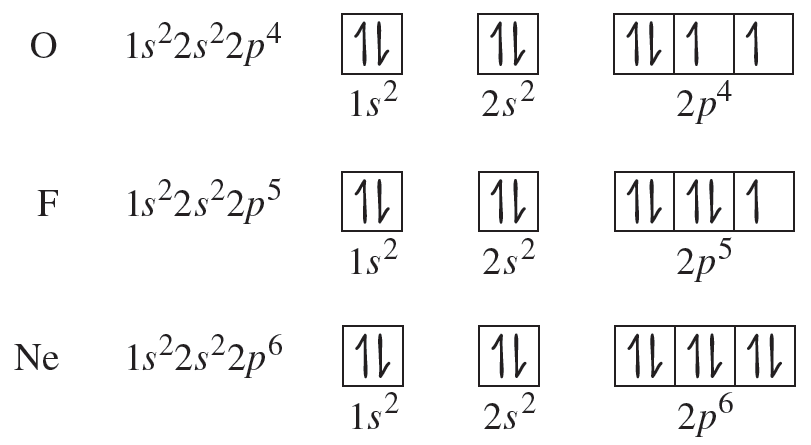 O 1s²2s²2p⁴ ⥮ ⥮ ⥮ ↿ ↿
1s² 2s² 2p⁴
F 1s²2s²2p⁵ ⥮ ⥮ ⥮ ⥮ ↿
1s² 2s² 2p⁵
Ne 1s²2s²2p⁶ ⥮ ⥮ ⥮ ⥮ ⥮
1s² 2s² 2p⁶